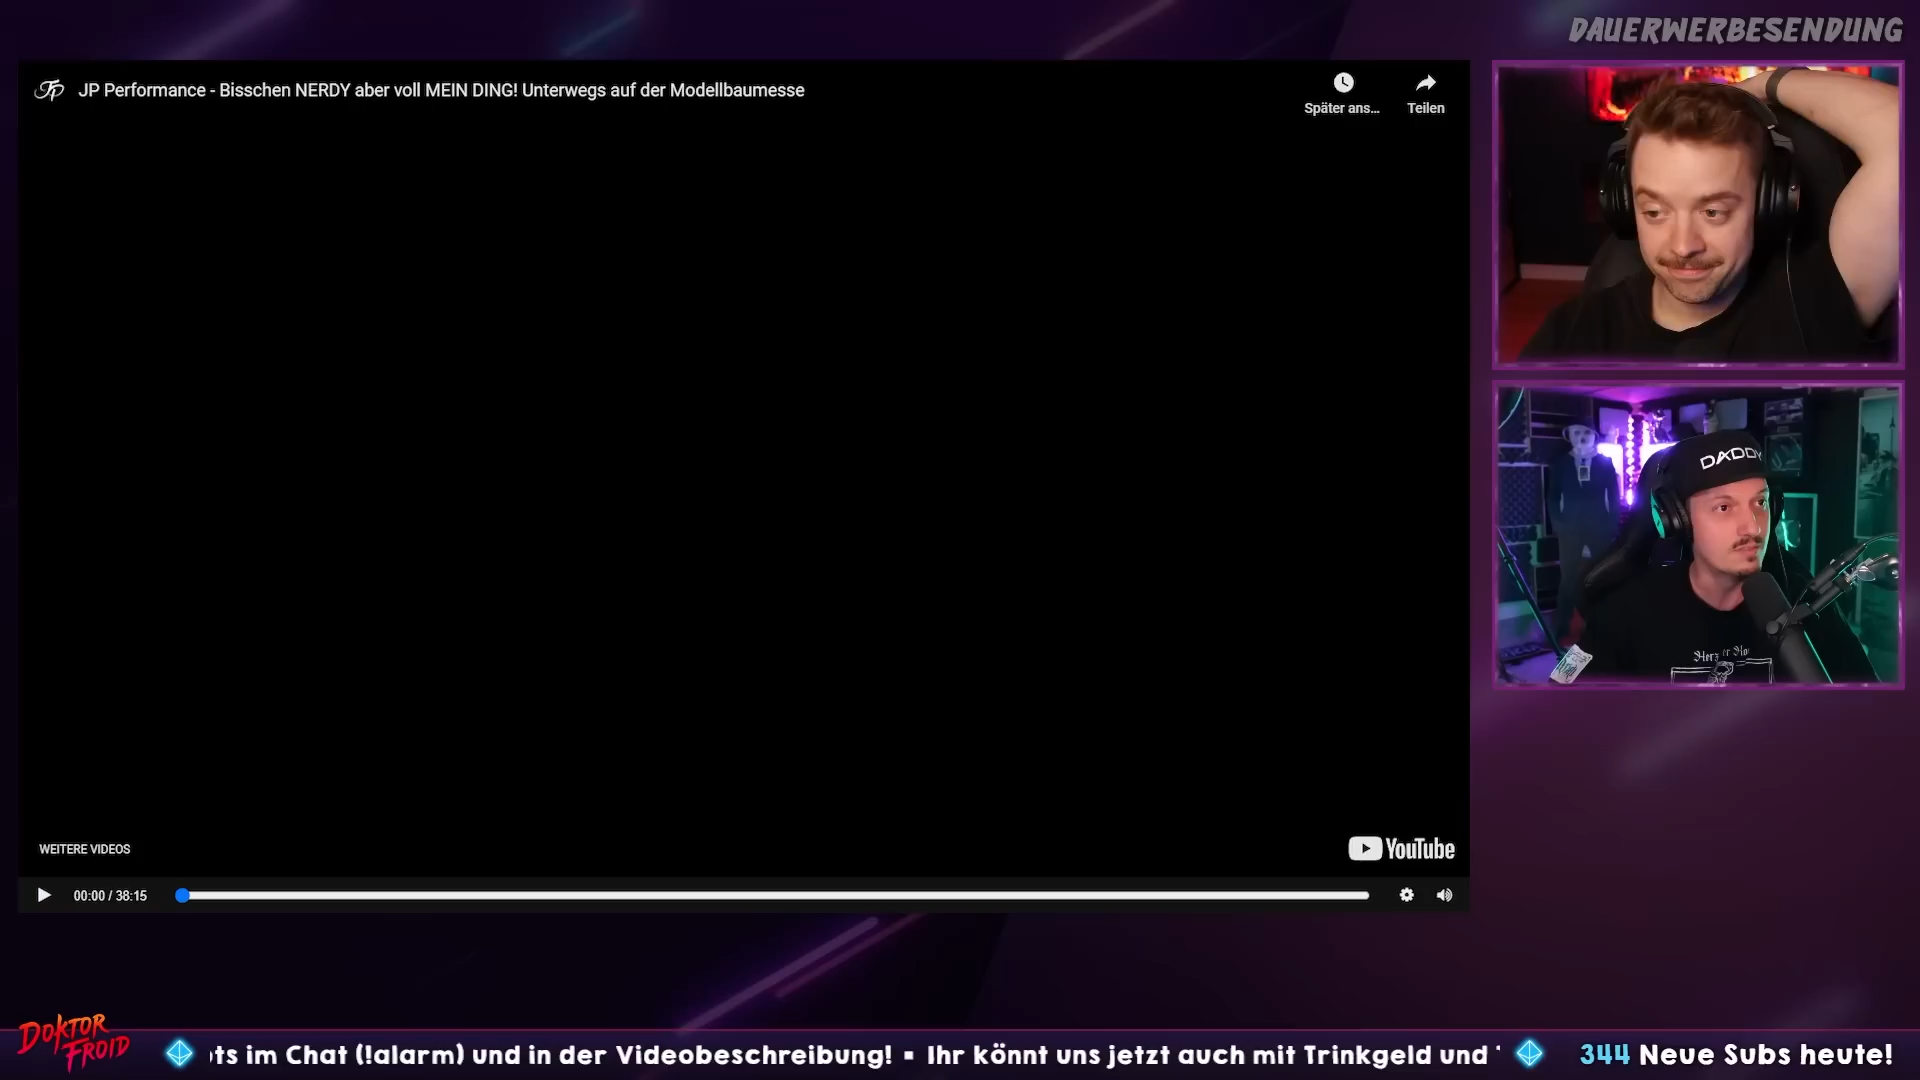 DAUERWERBESENDUNG
JP
JP Performance - Bisschen NERDY aber voll MEIN DING! Unterwegs auf der Modellbaumesse
Später ans...
Teilen
DADDY
WEITERE VIDEOS
YouTube
00:00 / 38:15
DOKTOR
FROID
ts im Chat (!alarm) und in der Videobeschreibung! ▪ Ihr könnt uns jetzt auch mit Trinkgeld und
344 Neue Subs heute!